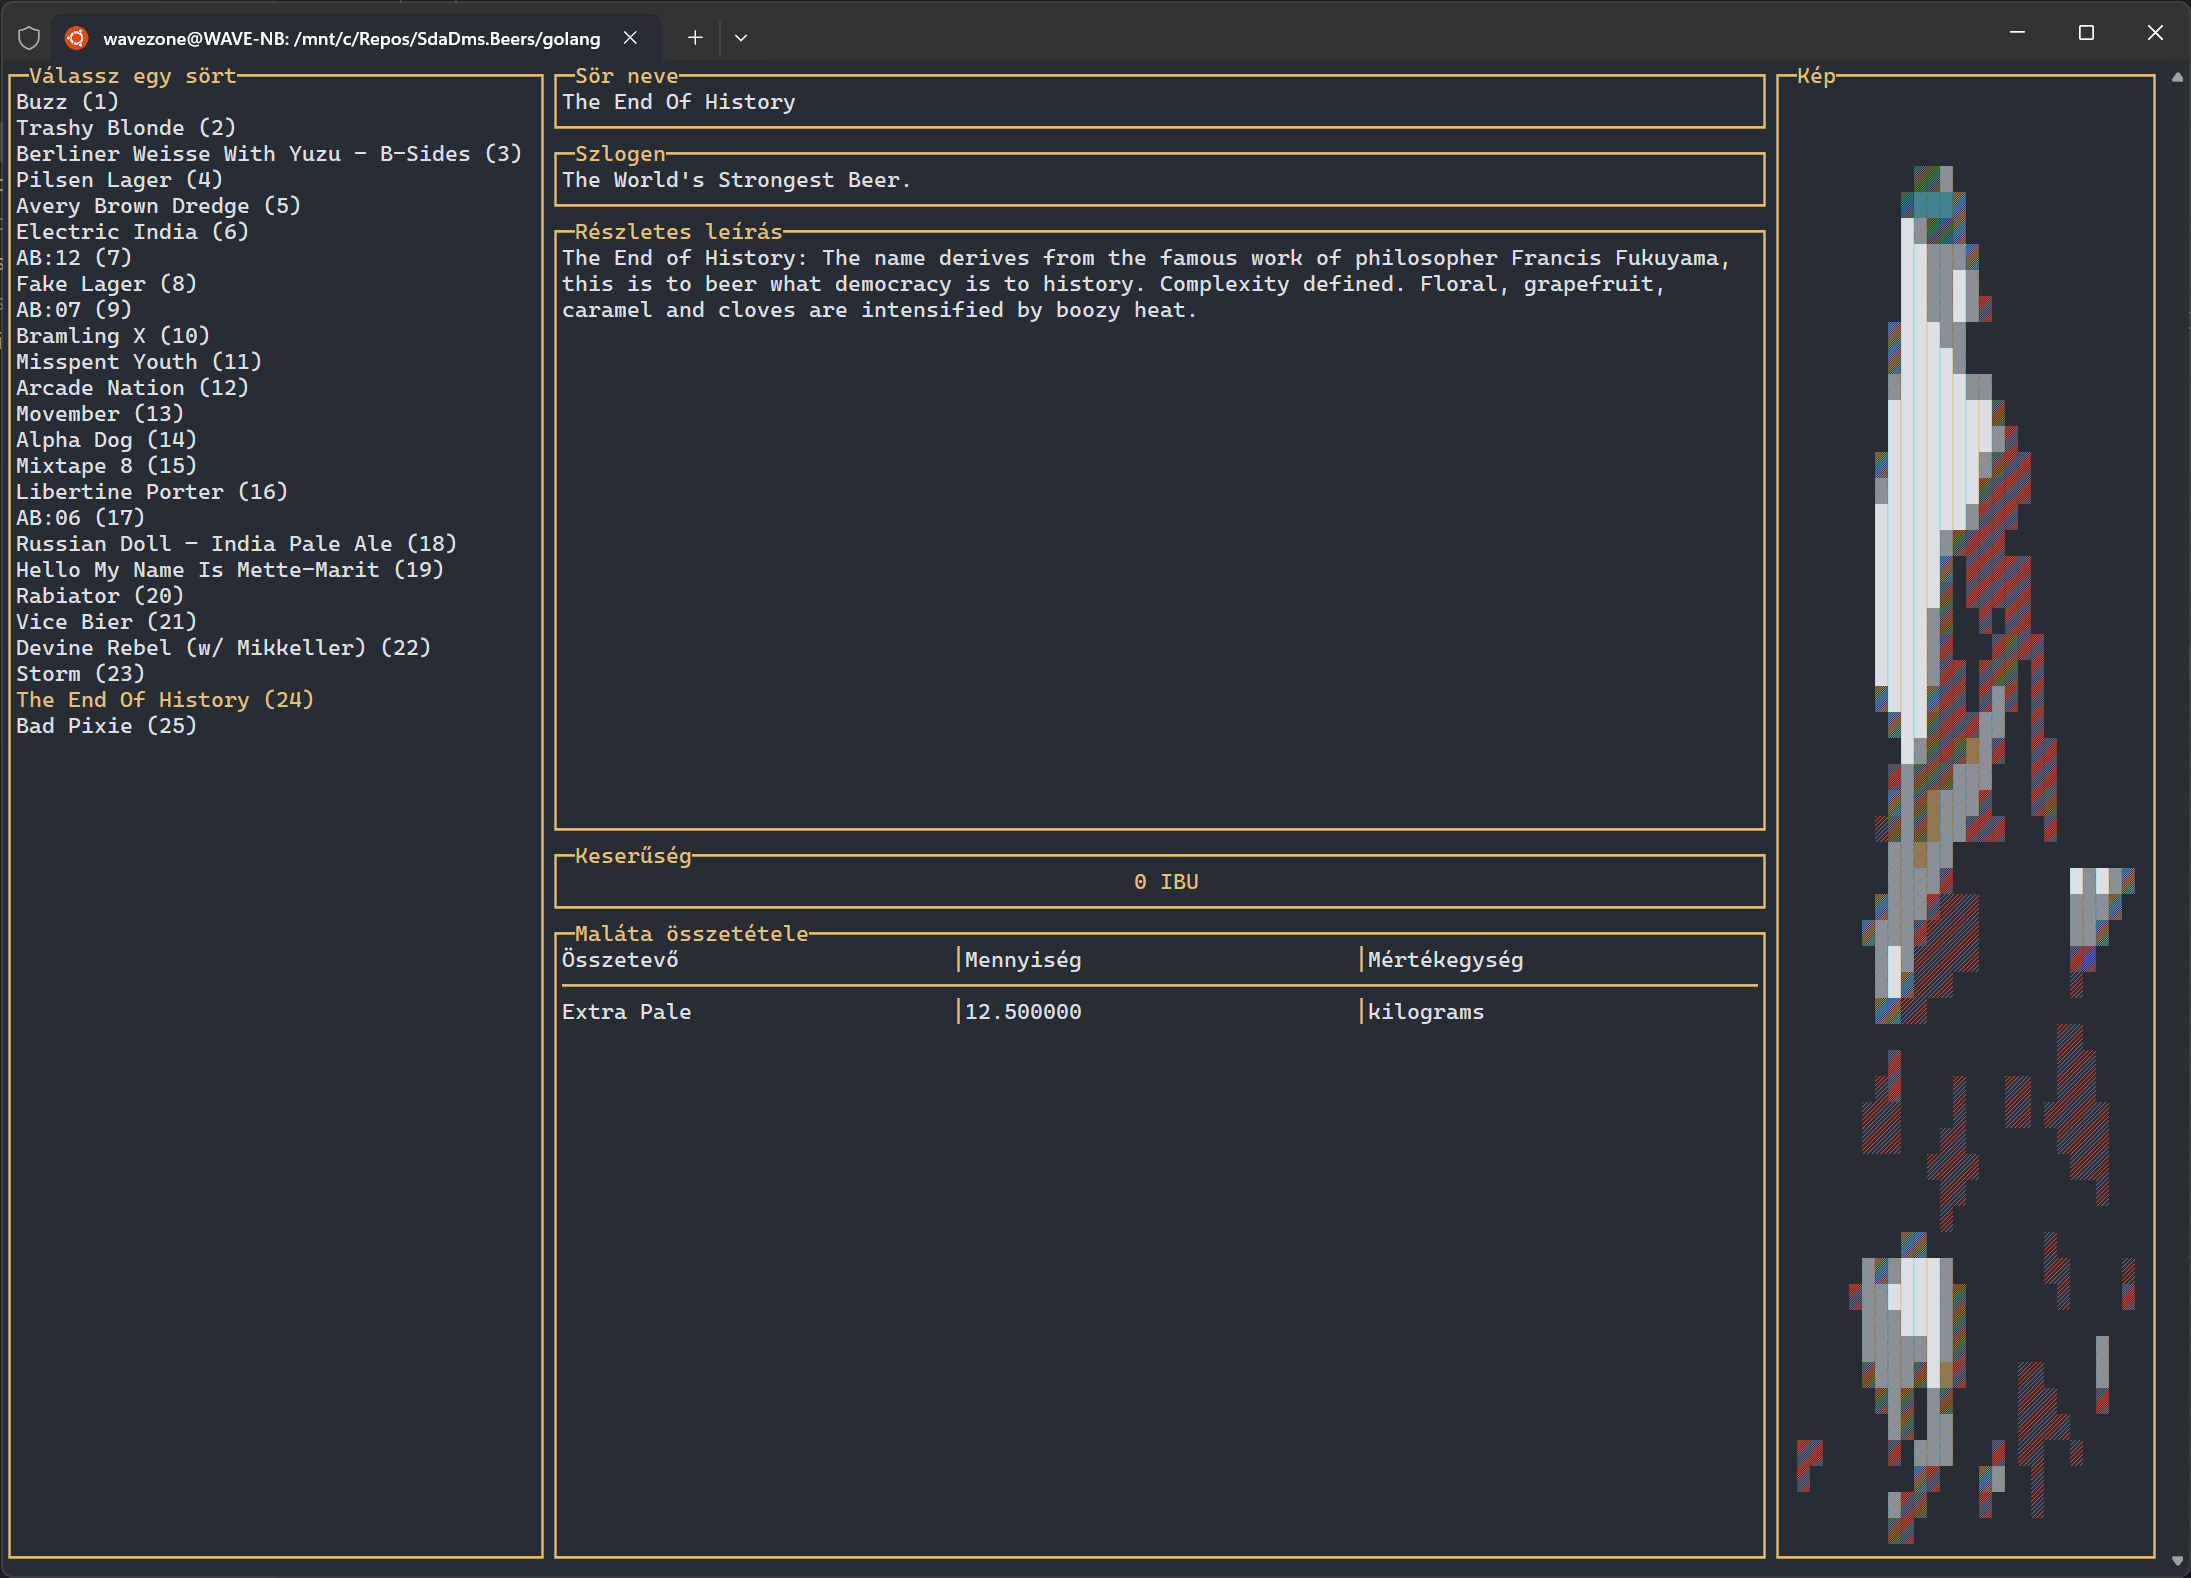 wavezone@WAVE-NB: /mnt/c/Repos/SdaDms.Beers/golang
Válassz egy sört
Buzz (1)
Trashy Blonde (2)
Berliner Weisse With Yuzu - B-Sides (3)
Pilsen Lager (4)
Avery Brown Dredge (5)
Electric India (6)
AB:12 (7)
Fake Lager (8)
AB:07 (9)
Bramling X (10)
Misspent Youth (11)
Arcade Nation (12)
Movember (13)
Alpha Dog (14)
Mixtape 8 (15)
Libertine Porter (16)
AB:06 (17)
Russian Doll – India Pale Ale (18)
Hello My Name Is Mette-Marit (19)
Rabiator (20)
Vice Bier (21)
Devine Rebel (w/ Mikkeller) (22)
Storm (23)
The End Of History (24)
Bad Pixie (25)
Sör neve
The End Of History
Szlogen
The World's Strongest Beer.
Részletes leírás
The End of History: The name derives from the famous work of philosopher Francis Fukuyama,
this is to beer what democracy is to history. Complexity defined. Floral, grapefruit,
caramel and cloves are intensified by boozy heat.
Keserűség
0 IBU
Maláta összetétele
Összetevő Mennyiség Mértékegység
Extra Pale 12.500000 kilograms
Kép